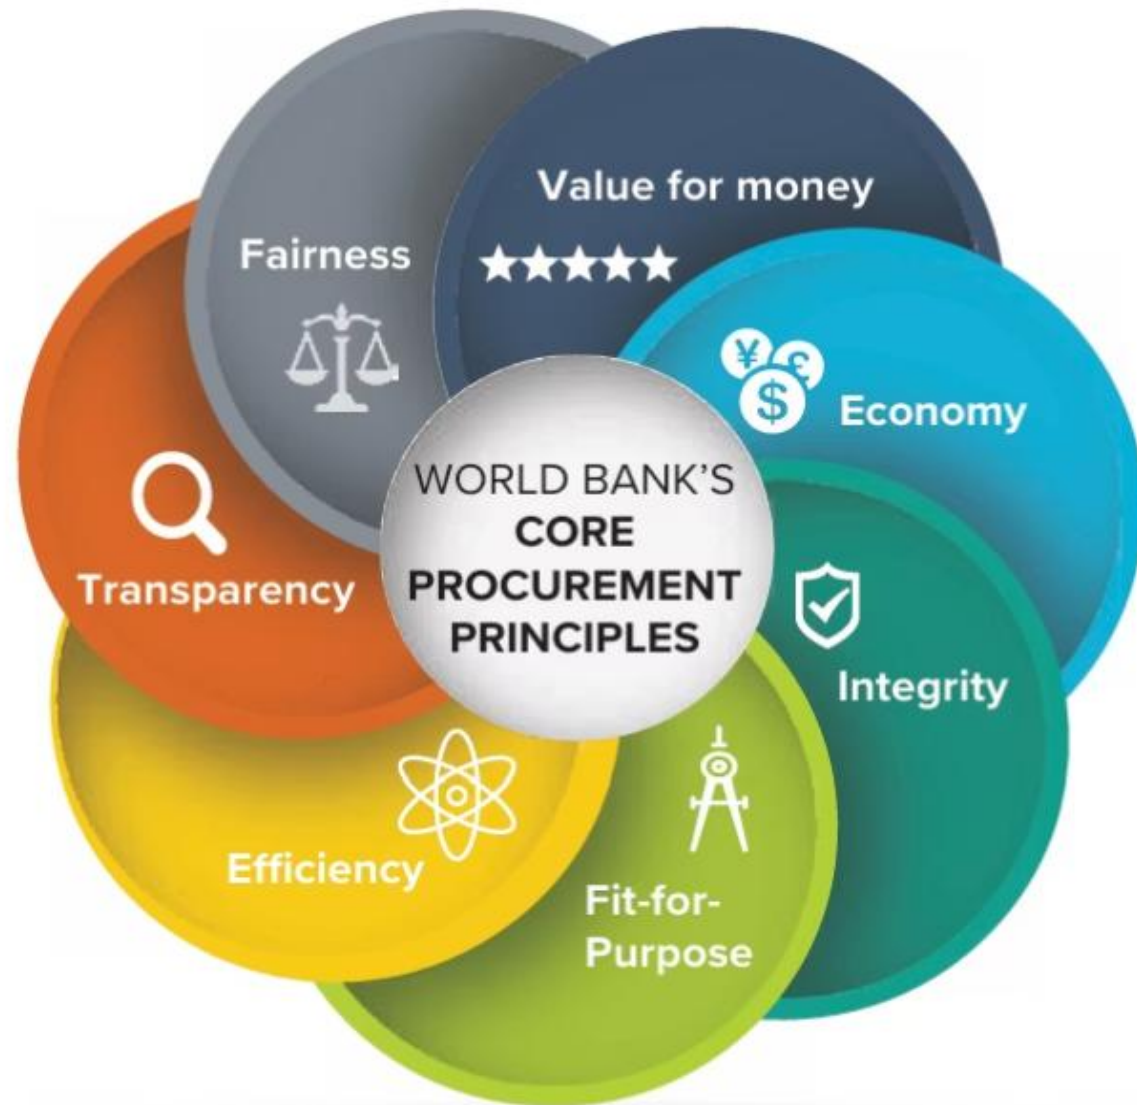 WORLD BANK'S
CORE
PROCUREMENT
PRINCIPLES
Value for money
¥ £
$
Economy
Integrity
Fit-for-
Purpose
Efficiency
Transparency
Fairness